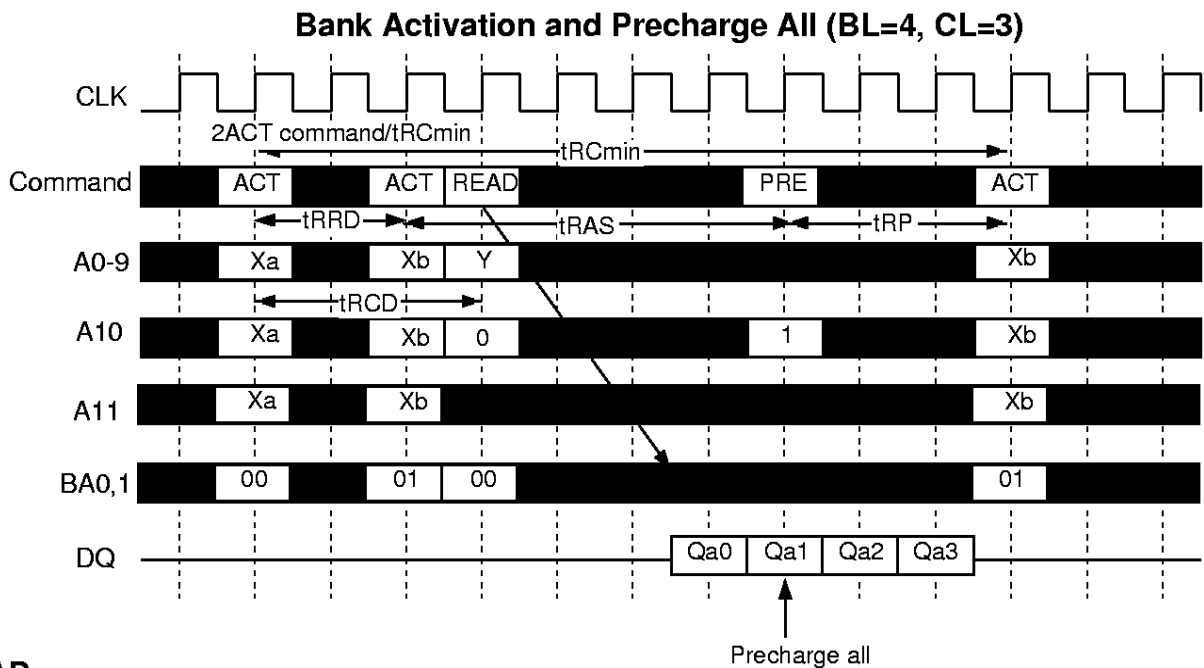 Bank Activation and Precharge All (BL=4, CL=3)
CLK
2ACT command/tRCmin
tRCmin
Command ACT ACT READ PRE ACT
tRRD tRAS tRP
A0-9 Xa Xb Y Xb
tRCD
A10 Xa Xb 0 1 Xb
A11 Xa Xb Xb
BA0,1 00 01 00 01
DQ Qa0 Qa1 Qa2 Qa3
Precharge all